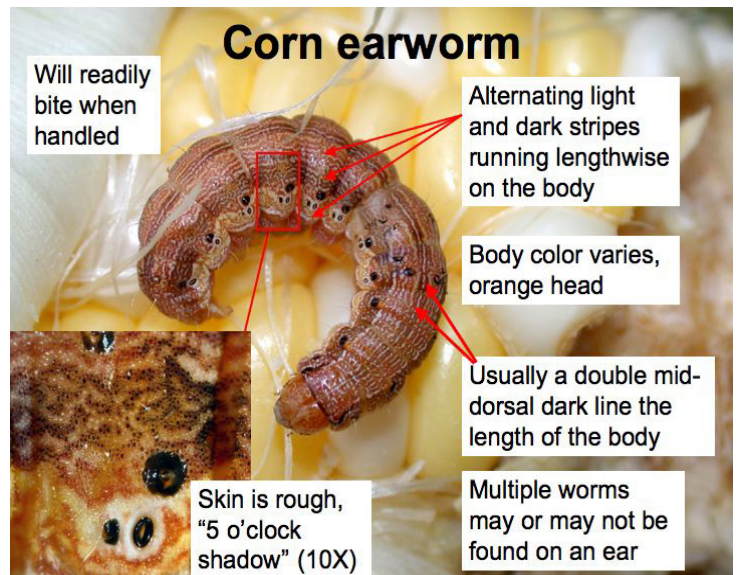 Corn earworm
Will readily
bite when
handled
Alternating light
and dark stripes
running lengthwise
on the body
Body color varies,
orange head
Usually a double mid-
dorsal dark line the
length of the body
Skin is rough,
“5 o’clock
shadow” (10X)
Multiple worms
may or may not be
found on an ear